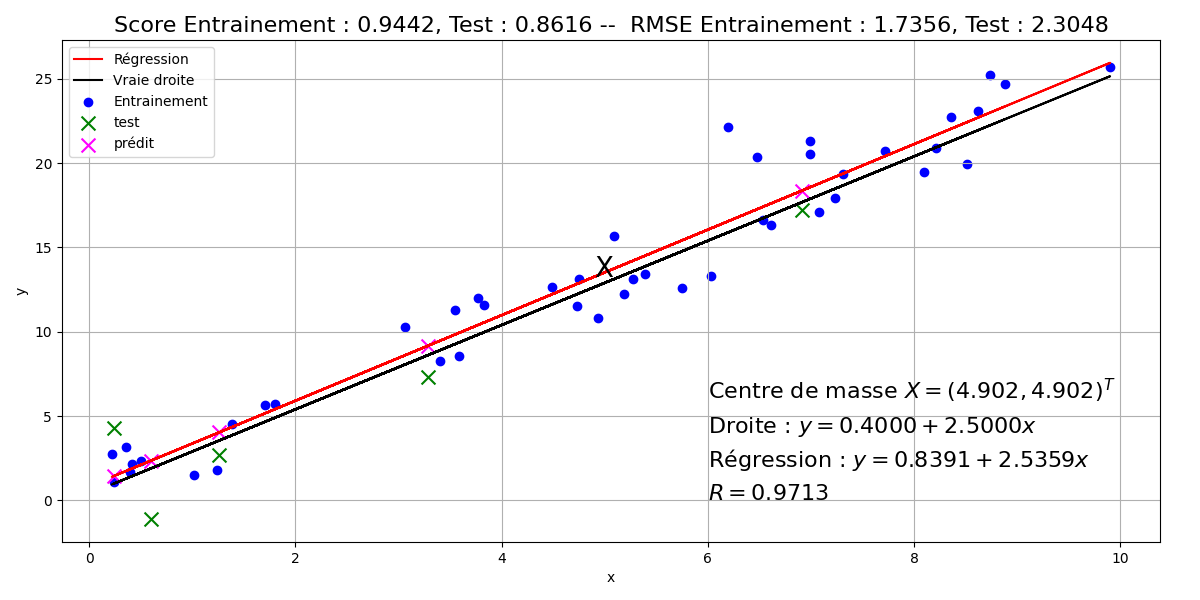 Score Entrainement : 0.9442, Test : 0.8616 --  RMSE Entrainement : 1.7356, Test : 2.3048
Régression
Vraie droite
Entrainement
test
prédit
25
20
15
10
5
0
y
X
Centre de masse X = (4.902, 4.902)^T
Droite : y = 0.4000 + 2.5000x
Régression : y = 0.8391 + 2.5359x
R = 0.9713
0 2 4 6 8 10
x